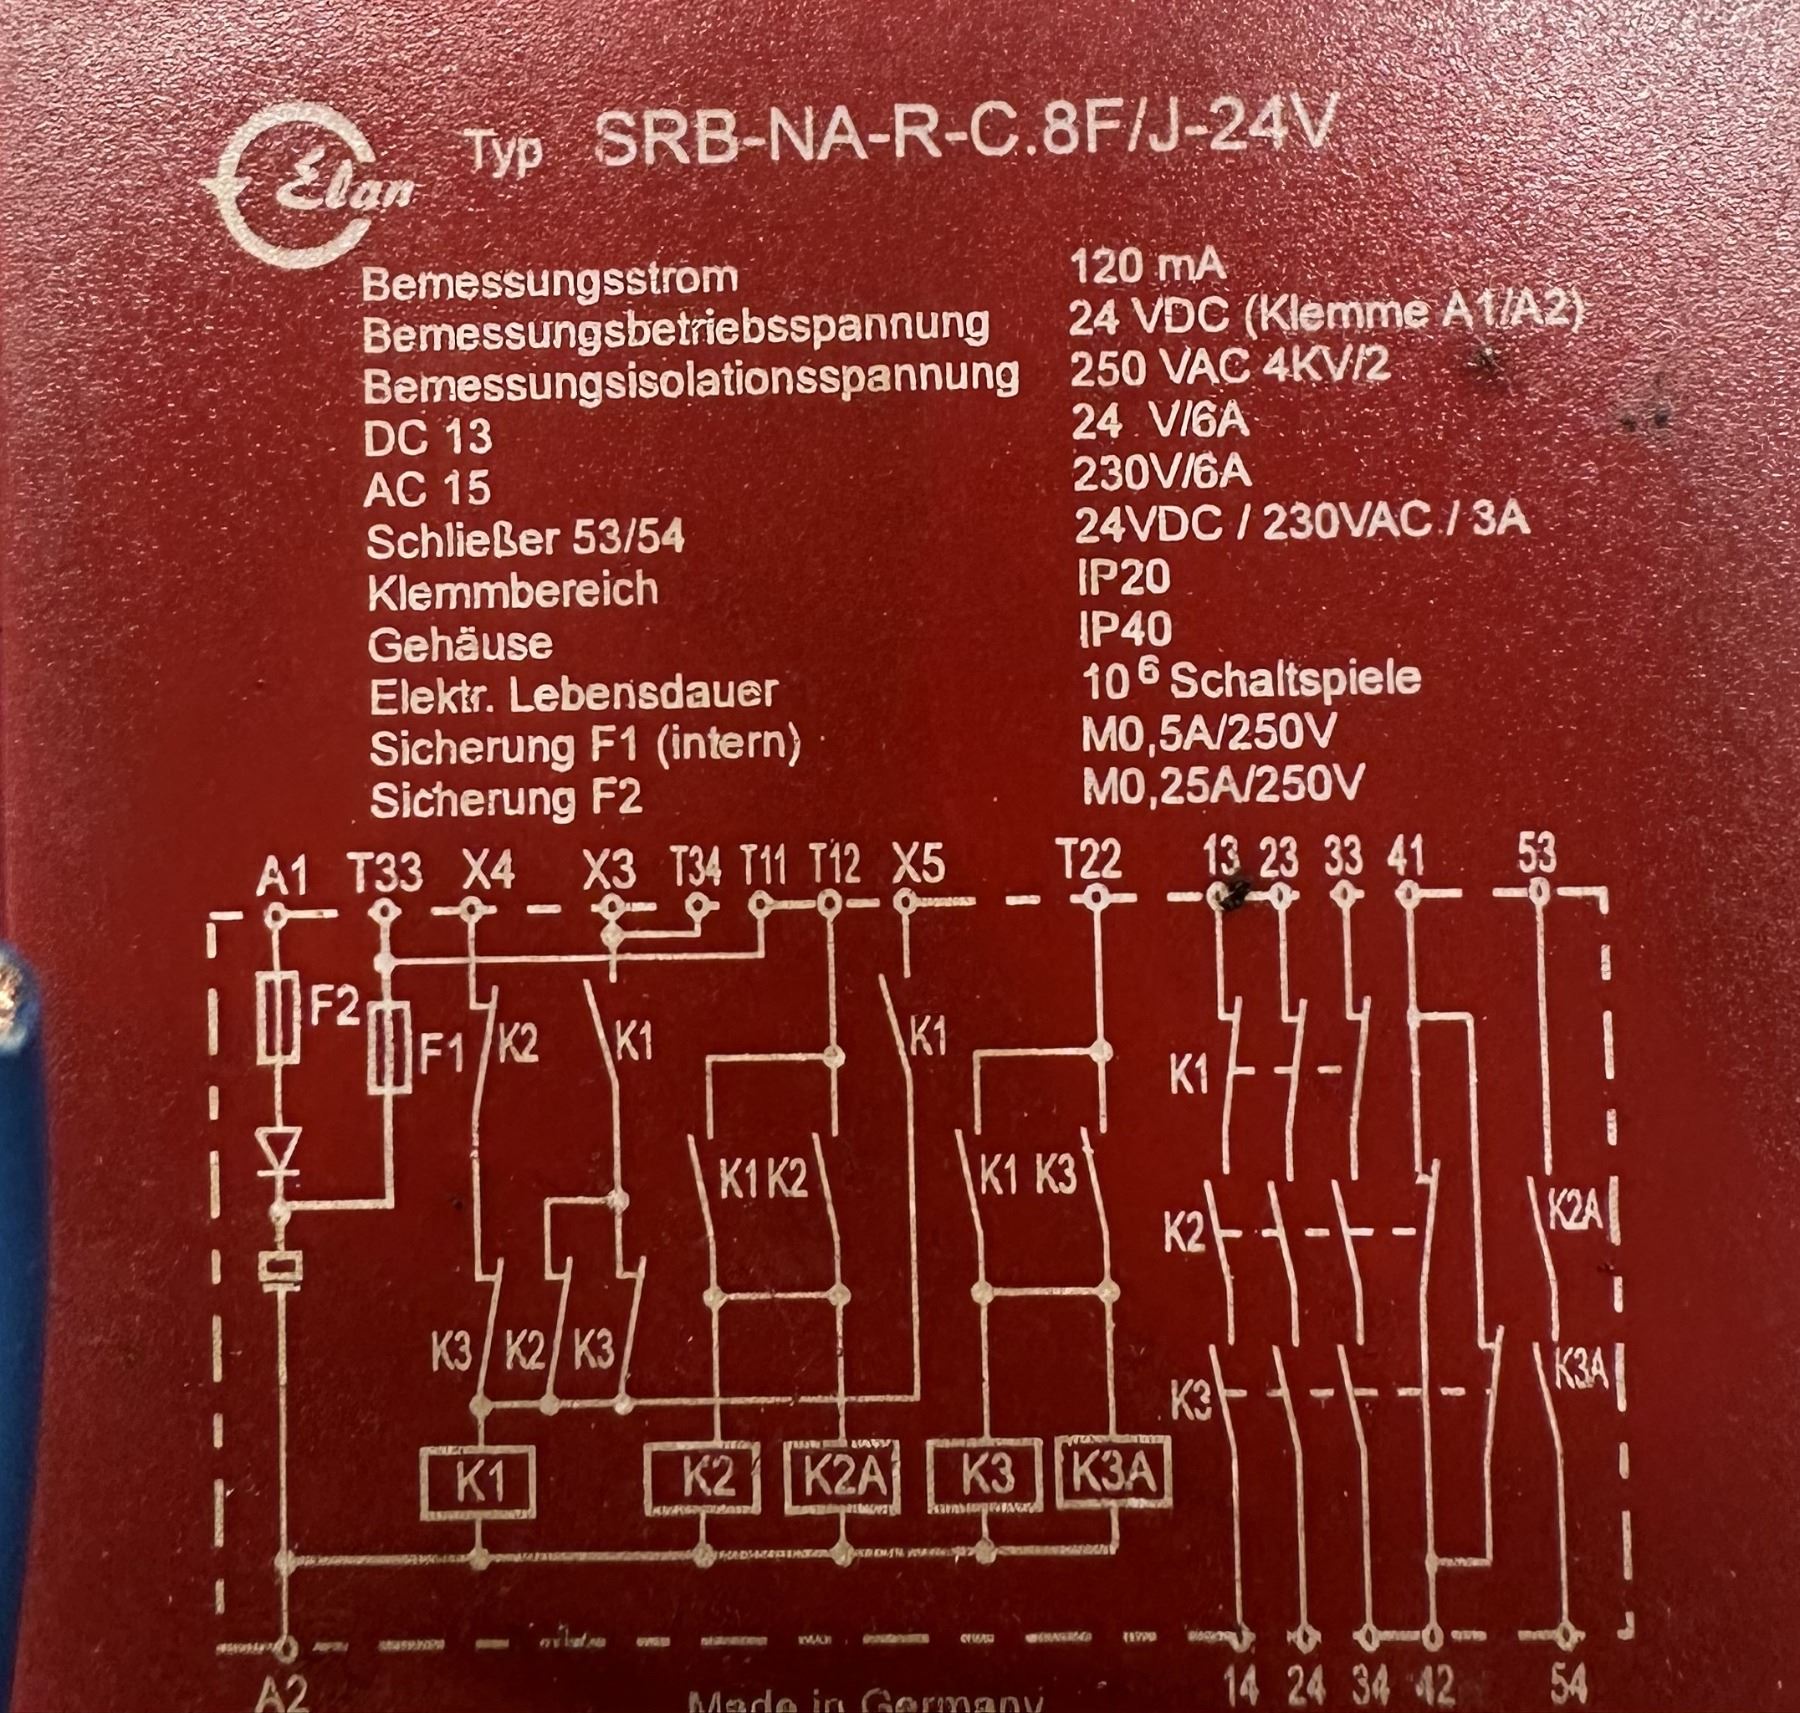 Elan
Typ SRB-NA-R-C.8F/J-24V
Bemessungsstrom 120 mA
Bemessungsbetriebsspannung 24 VDC (Klemme A1/A2)
Bemessungsisolationsspannung 250 VAC 4KV/2
DC 13 24 V/6A
AC 15 230V/6A
Schließer 53/54 24VDC / 230VAC / 3A
Klemmbereich IP20
Gehäuse IP40
Elektr. Lebensdauer 10⁶ Schaltspiele
Sicherung F1 (intern) M0,5A/250V
Sicherung F2 M0,25A/250V
A1 T33 X4 X3 T34 T11 T12 X5 T22 13 23 33 41 53
F2 F1 K2 K1 K1 K1
K1 K2 K1 K3 K2 K2A
K3 K2 K3 K3 K3A
K1 K2 K2A K3 K3A
A2 14 24 34 42 54
Made in Germany